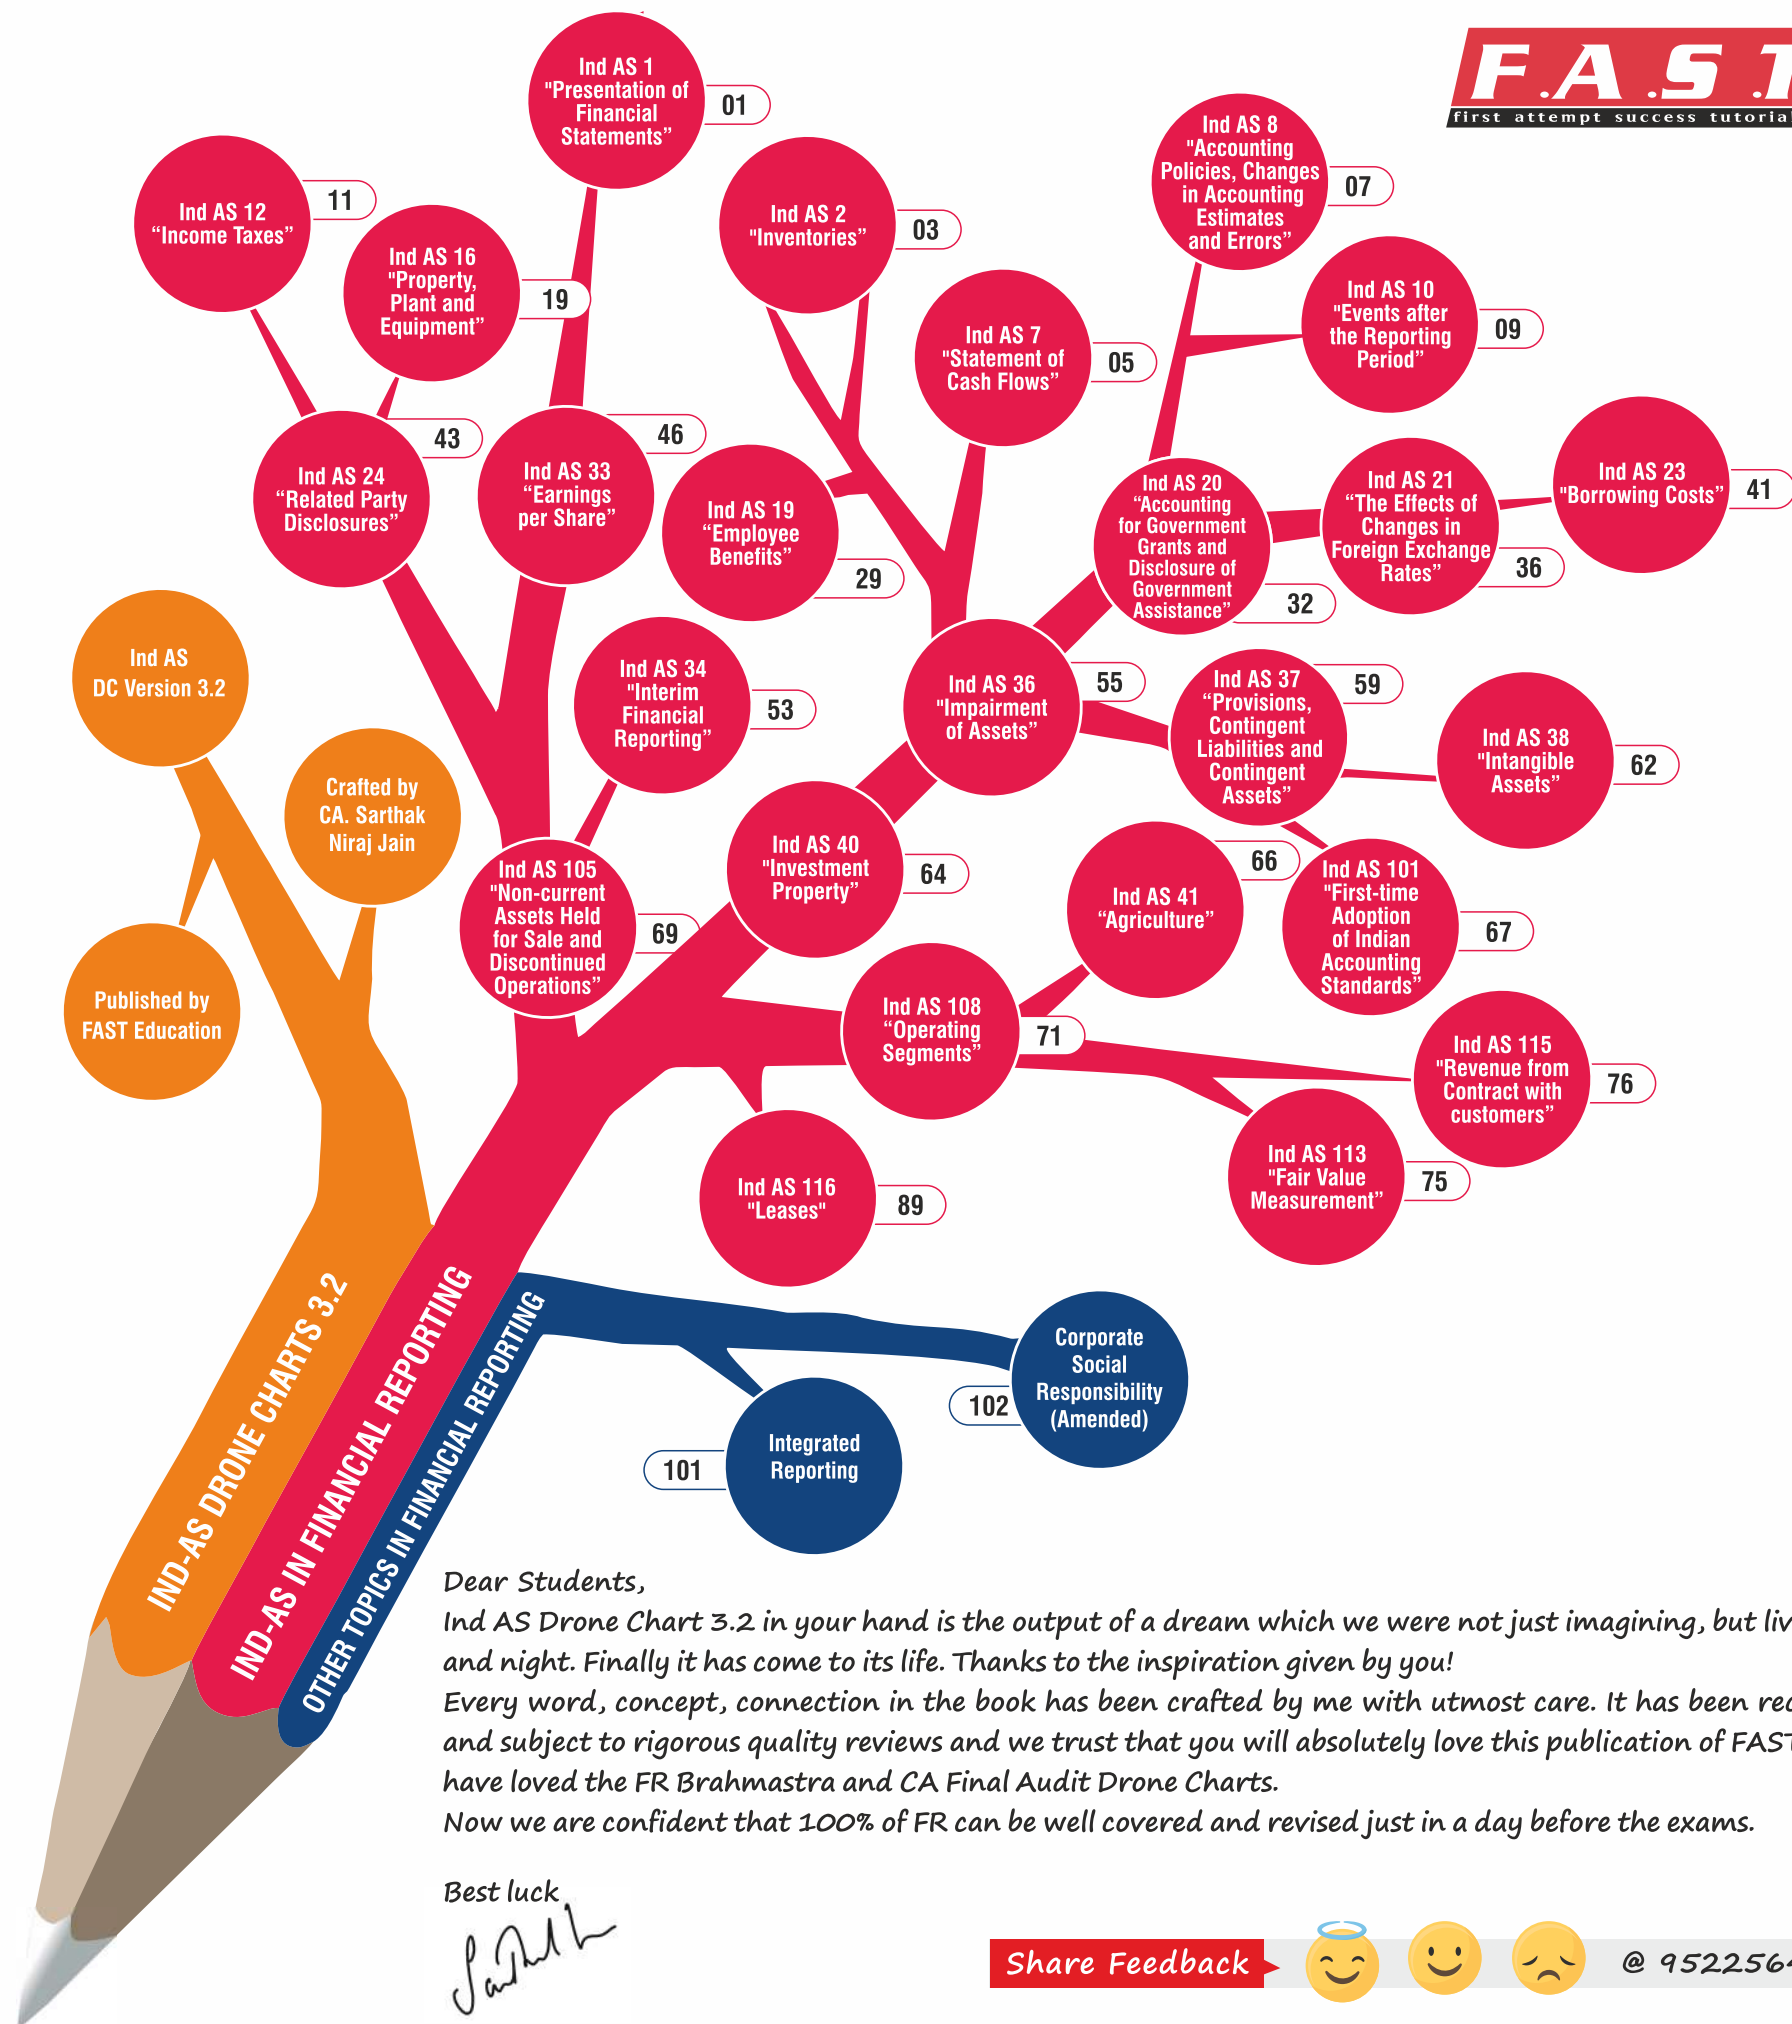 F.A.S.T
first attempt success
Ind AS 1
"Presentation of
Financial
Statements”
01
Ind AS 12
“Income Taxes”
11
Ind AS 16
"Property,
Plant and
Equipment”
19
Ind AS 2
"Inventories”
03
Ind AS 7
"Statement of
Cash Flows”
05
Ind AS 8
"Accounting
Policies, Changes
in Accounting
Estimates
and Errors”
07
Ind AS 10
"Events after
the Reporting
Period”
09
Ind AS 24
“Related Party
Disclosures”
43
Ind AS 33
“Earnings
per Share”
46
Ind AS 19
“Employee
Benefits”
29
Ind AS 20
“Accounting
for Government
Grants and
Disclosure of
Government
Assistance”
32
Ind AS 21
“The Effects of
Changes in
Foreign Exchange
Rates”
36
Ind AS 23
"Borrowing Costs”
41
Ind AS
DC Version 3.2
Crafted by
CA. Sarthak
Niraj Jain
Published by
FAST Education
Ind AS 34
"Interim
Financial
Reporting”
53
Ind AS 36
"Impairment
of Assets”
55
Ind AS 37
“Provisions,
Contingent
Liabilities and
Contingent
Assets”
59
Ind AS 38
"Intangible
Assets”
62
Ind AS 105
"Non-current
Assets Held
for Sale and
Discontinued
Operations”
69
Ind AS 40
"Investment
Property”
64
Ind AS 41
“Agriculture”
66
Ind AS 101
"First-time
Adoption
of Indian
Accounting
Standards”
67
Ind AS 108
“Operating
Segments”
71
Ind AS 115
"Revenue from
Contract with
customers”
76
Ind AS 113
"Fair Value
Measurement”
75
Ind AS 116
"Leases"
89
IND-AS DRONE CHARTS 3.2
IND-AS IN FINANCIAL REPORTING
OTHER TOPICS IN FINANCIAL REPORTING
Corporate
Social
Responsibility
(Amended)
102
Integrated
Reporting
101
Dear Students,
Ind AS Drone Chart 3.2 in your hand is the output of a dream which we were not just imagining, but
and night. Finally it has come to its life. Thanks to the inspiration given by you!
Every word, concept, connection in the book has been crafted by me with utmost care. It has been
and subject to rigorous quality reviews and we trust that you will absolutely love this publication of FAST
have loved the FR Brahmastra and CA Final Audit Drone Charts.
Now we are confident that 100% of FR can be well covered and revised just in a day before the exams.
Best luck
Share Feedback
@ 952256